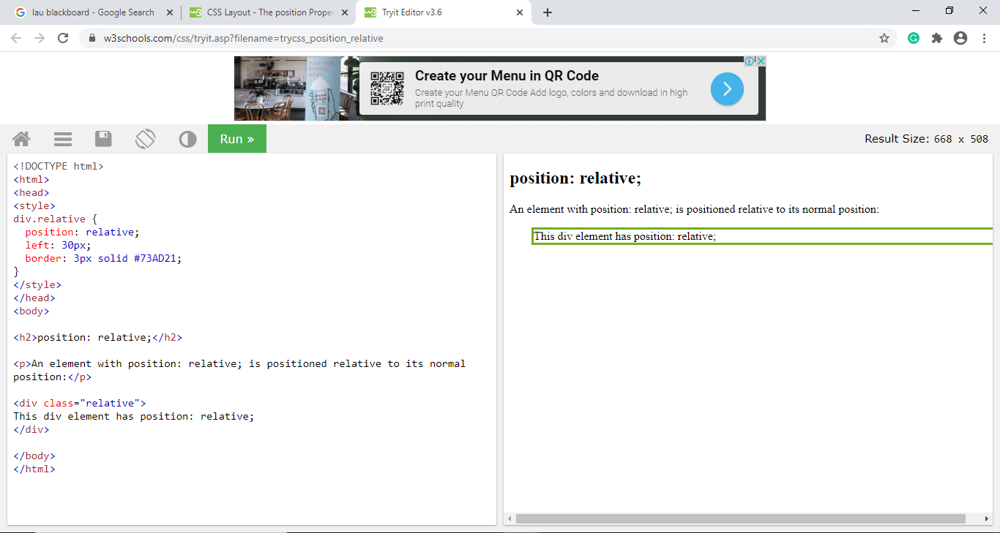 lau blackboard - Google Search
CSS Layout - The position Proper
Tryit Editor v3.6
w3schools.com/css/tryit.asp?filename=trycss_position_relative
VIEW OUR
DIGITAL
MENU
Create your Menu in QR Code
Create your Menu QR Code Add logo, colors and download in high
print quality
Run »
Result Size: 668 x 508
<!DOCTYPE html>
<html>
<head>
<style>
div.relative {
  position: relative;
  left: 30px;
  border: 3px solid #73AD21;
}
</style>
</head>
<body>

<h2>position: relative;</h2>

<p>An element with position: relative; is positioned relative to its normal
position:</p>

<div class="relative">
This div element has position: relative;
</div>

</body>
</html>
position: relative;
An element with position: relative; is positioned relative to its normal position:
This div element has position: relative;